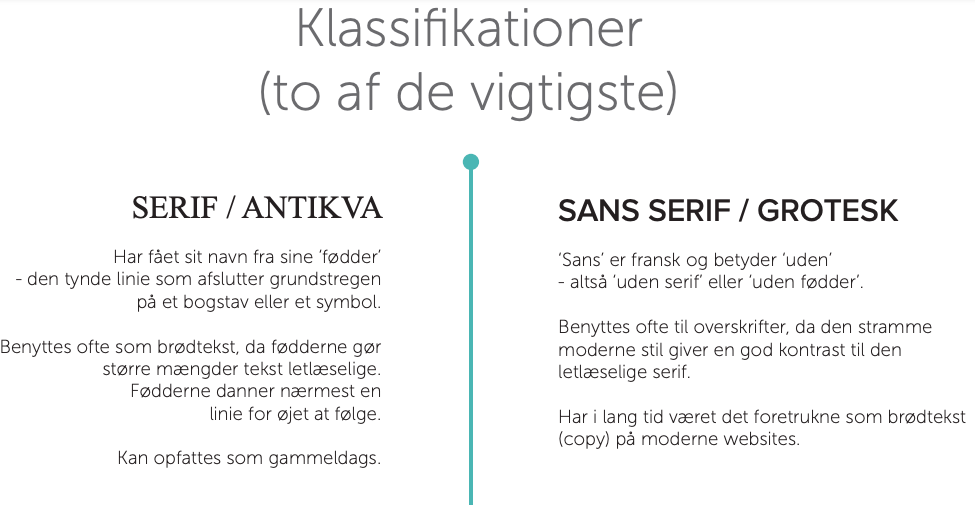 Klassifikationer
(to af de vigtigste)
SERIF / ANTIKVA
Har fået sit navn fra sine ‘fødder’
- den tynde linie som afslutter grundstregen
på et bogstav eller et symbol.
Benyttes ofte som brødtekst, da fødderne gør
større mængder tekst letlæselige.
Fødderne danner nærmest en
linie for øjet at følge.
Kan opfattes som gammeldags.
SANS SERIF / GROTESK
‘Sans’ er fransk og betyder ‘uden’
- altså ‘uden serif’ eller ‘uden fødder’.
Benyttes ofte til overskrifter, da den stramme
moderne stil giver en god kontrast til den
letlæselige serif.
Har i lang tid været det foretrukne som brødtekst
(copy) på moderne websites.